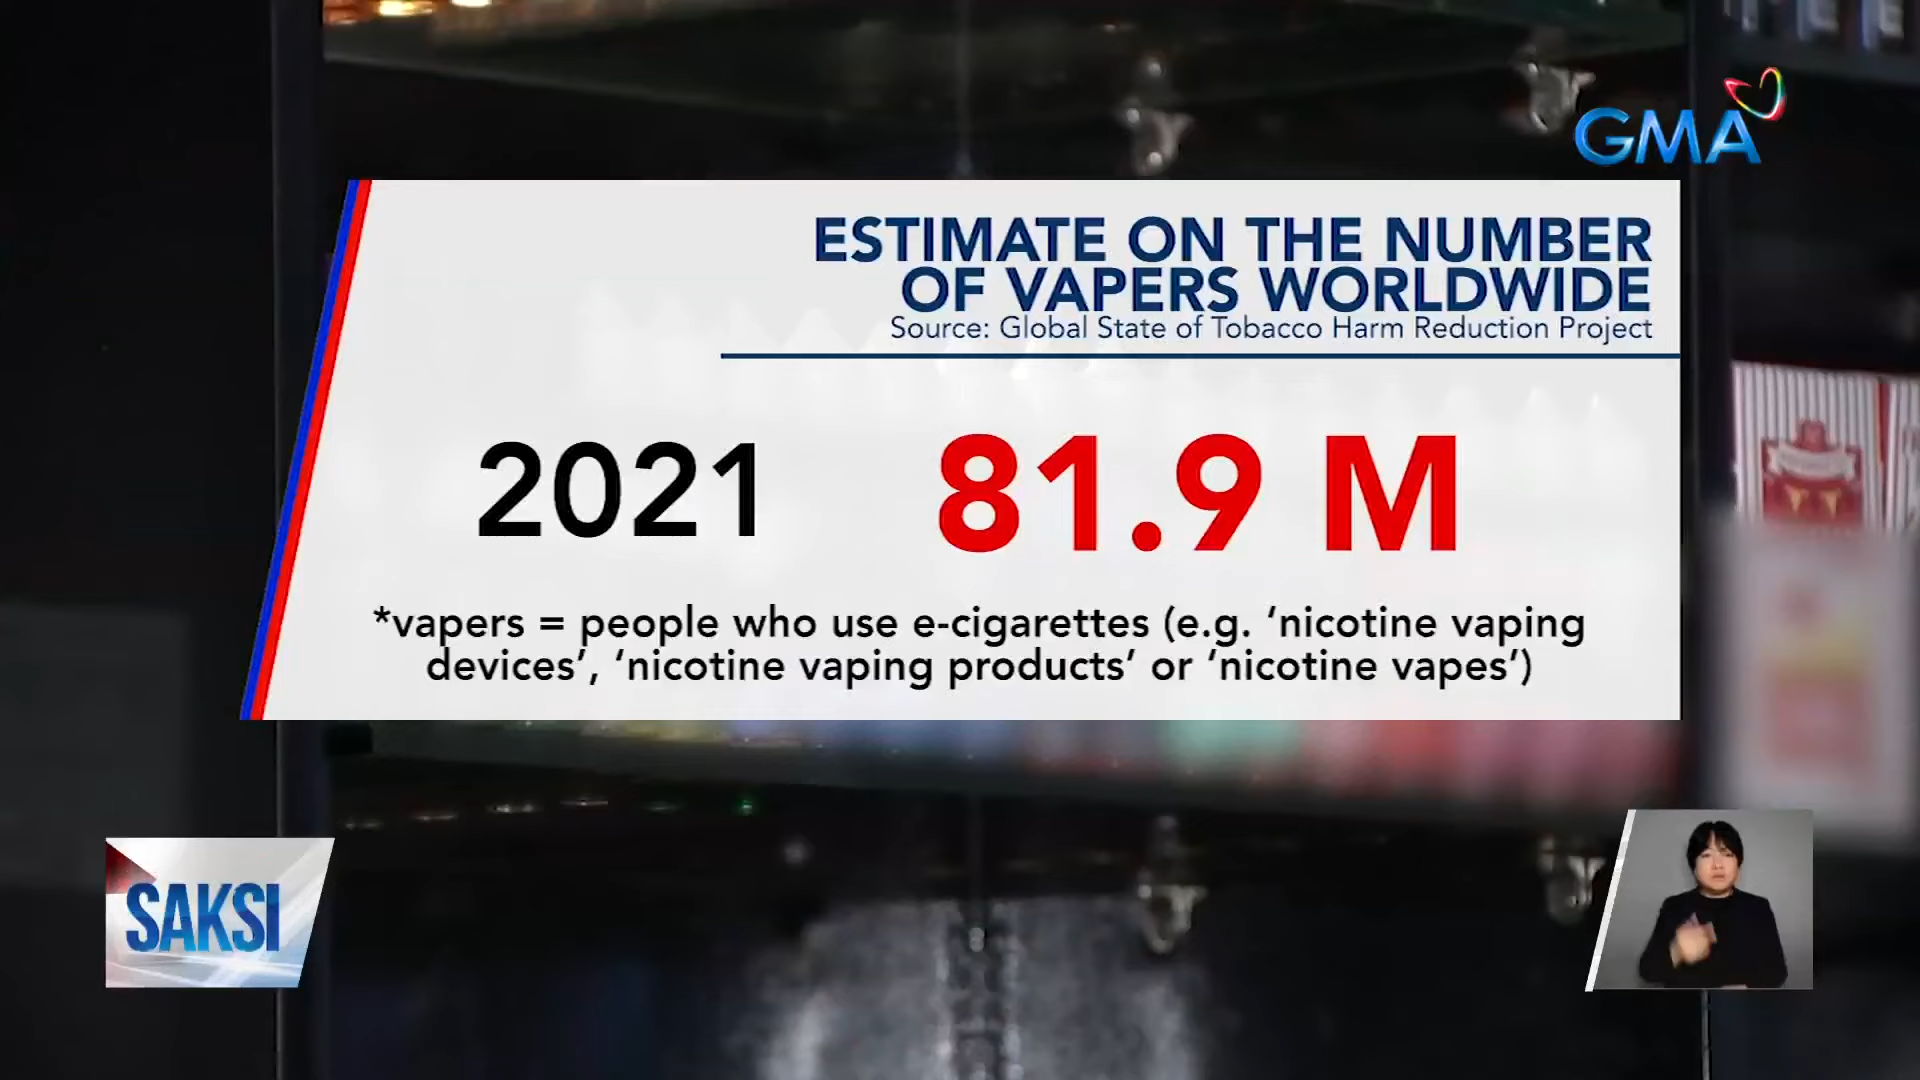 GMA
ESTIMATE ON THE NUMBER
OF VAPERS WORLDWIDE
Source: Global State of Tobacco Harm Reduction Project
2021 81.9 M
*vapers = people who use e-cigarettes (e.g. ‘nicotine vaping
devices’, ‘nicotine vaping products’ or ‘nicotine vapes’)
SAKSI